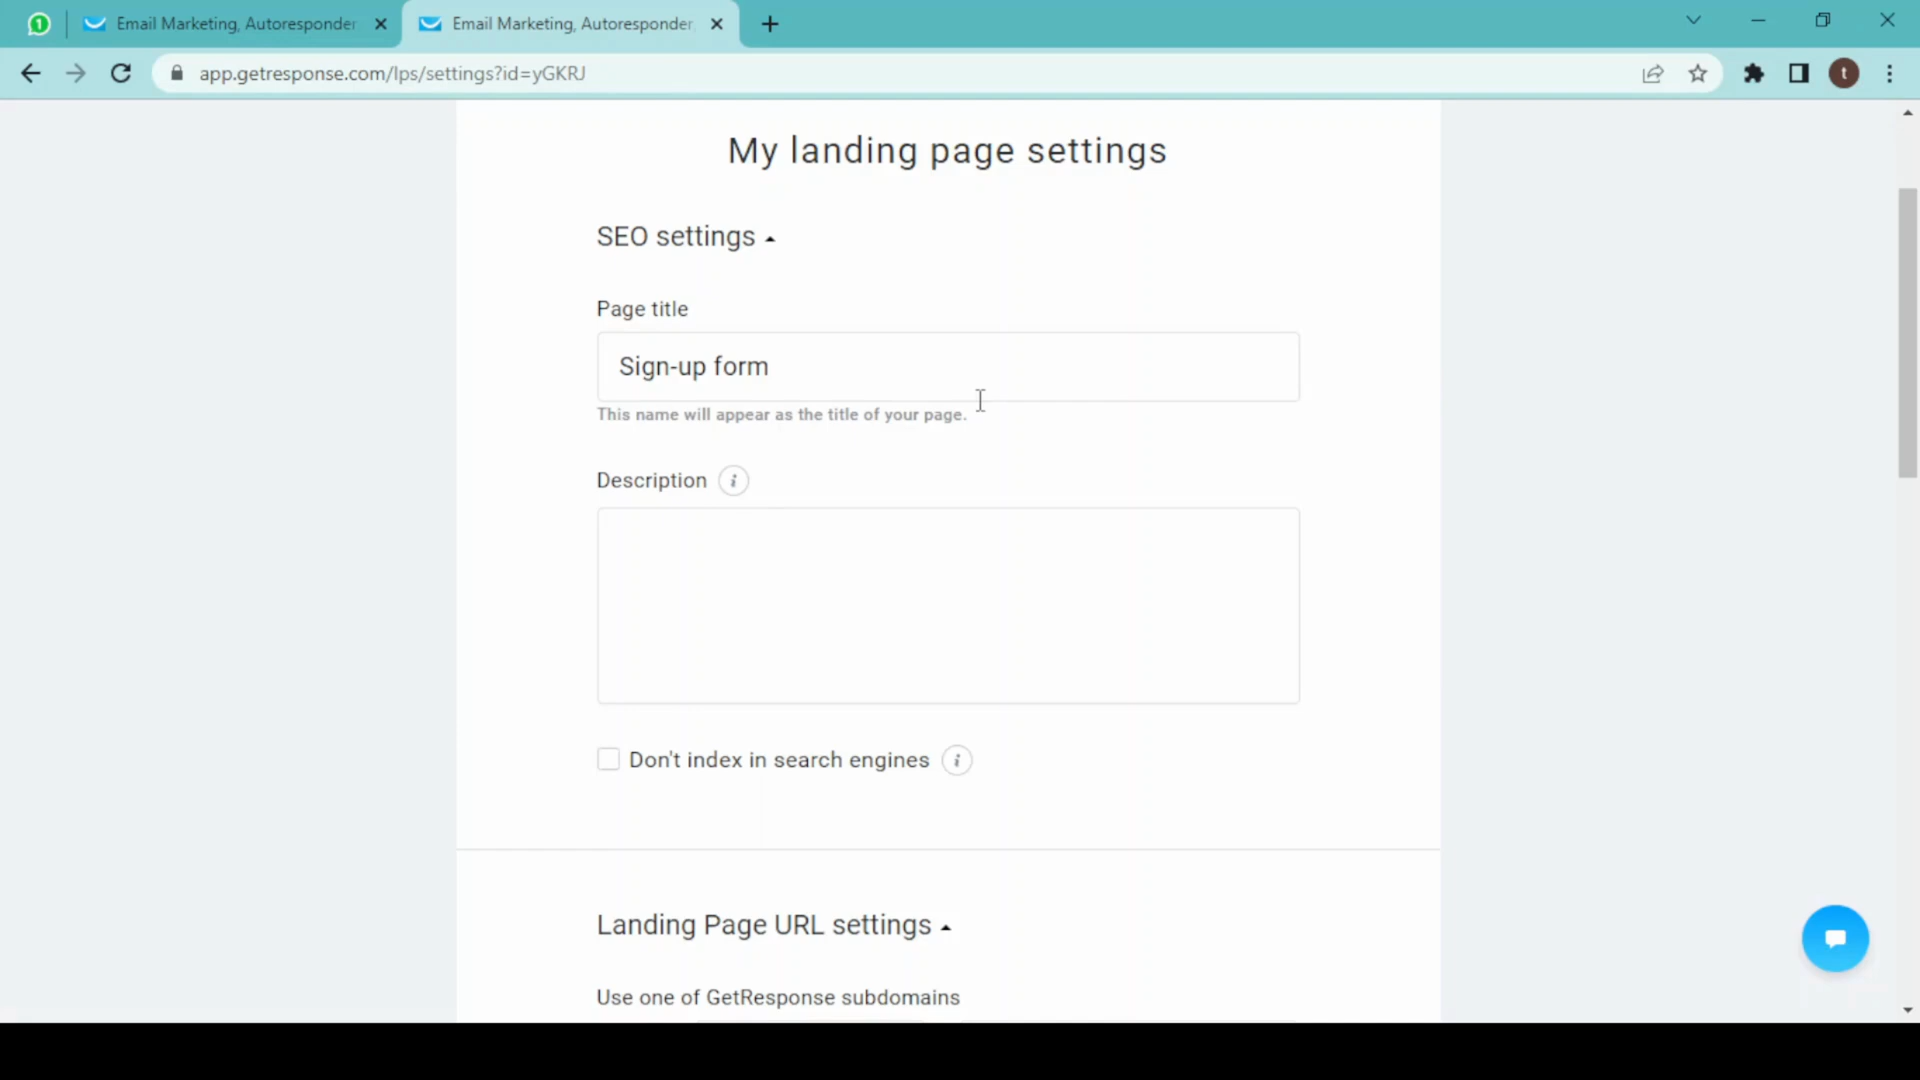 1
Email Marketing, Autoresponder
Email Marketing, Autoresponder
app.getresponse.com/lps/settings?id=yGKRJ
t
My landing page settings
SEO settings
Page title
Sign-up form
This name will appear as the title of your page.
Description i
Don't index in search engines i
Landing Page URL settings
Use one of GetResponse subdomains